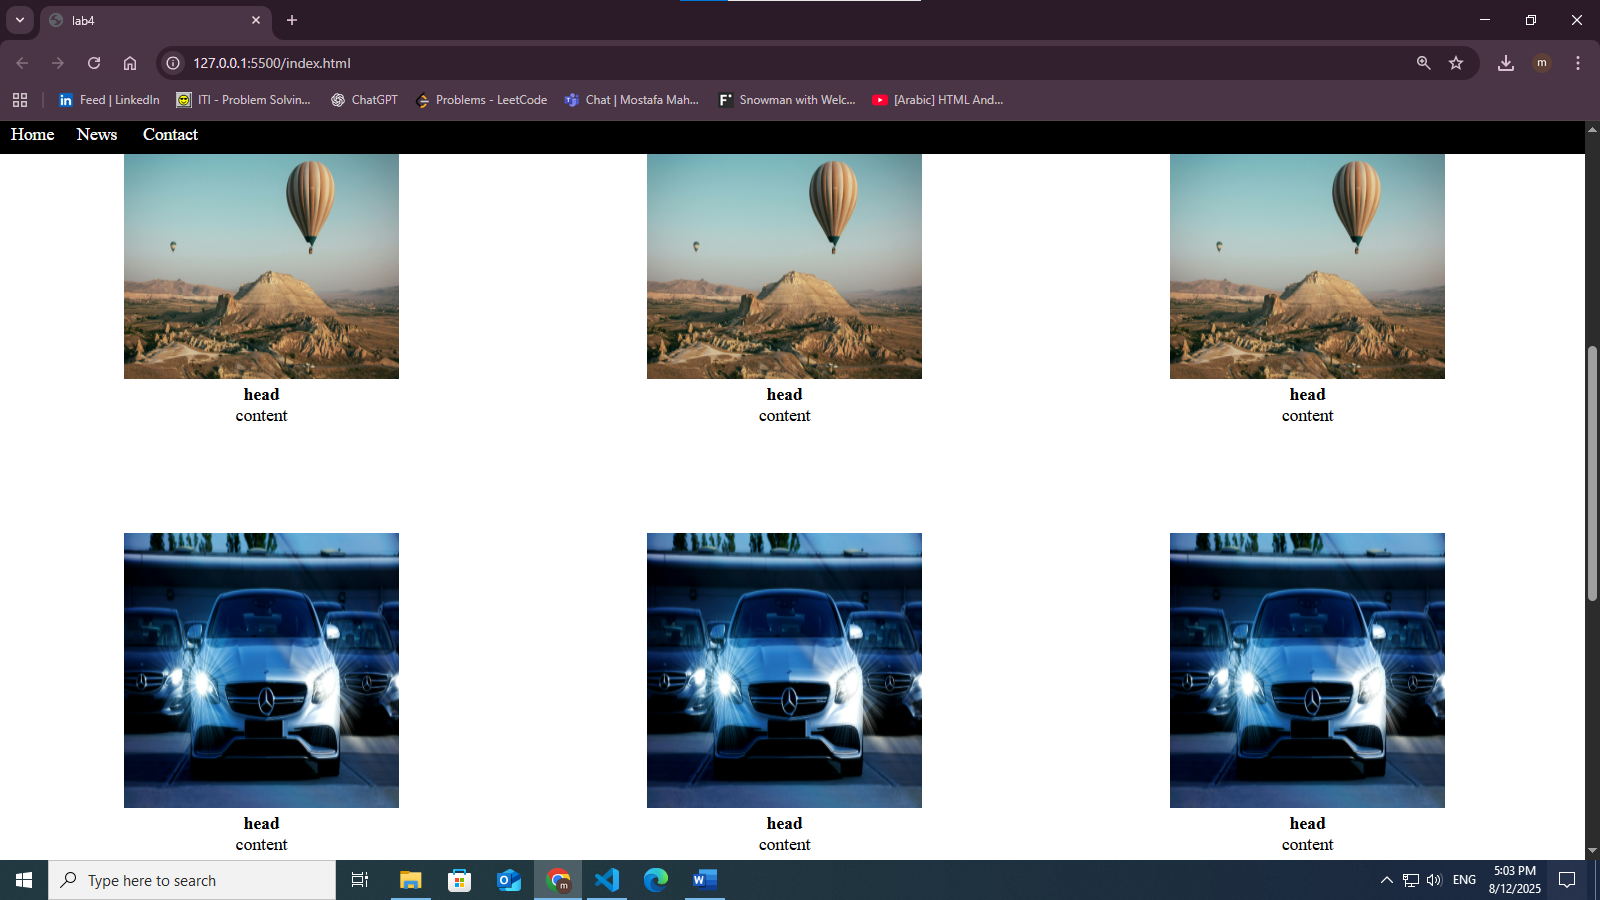 lab4
127.0.0.1:5500/index.html
m
Feed | LinkedIn
ITI - Problem Solvin...
ChatGPT
Problems - LeetCode
Chat | Mostafa Mah...
Snowman with Welc...
[Arabic] HTML And...
Home News Contact
head head head
content content content
head head head
content content content
Type here to search
m
ENG
5:03 PM
8/12/2025